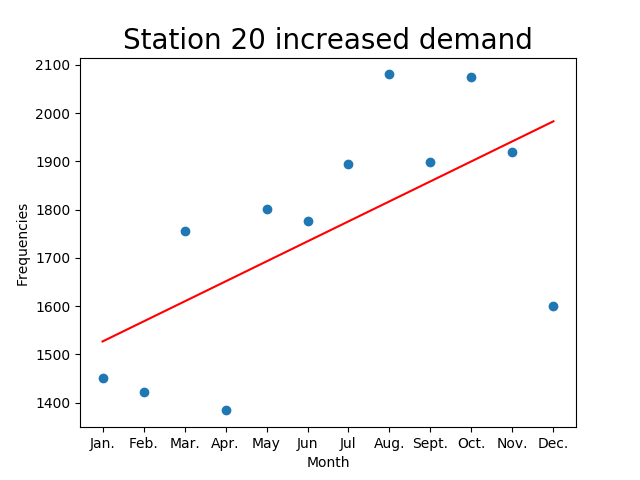 Station 20 increased demand
2100
2000
1900
1800
1700
1600
1500
1400
Frequencies
Jan. Feb. Mar. Apr. May Jun Jul Aug. Sept. Oct. Nov. Dec.
Month